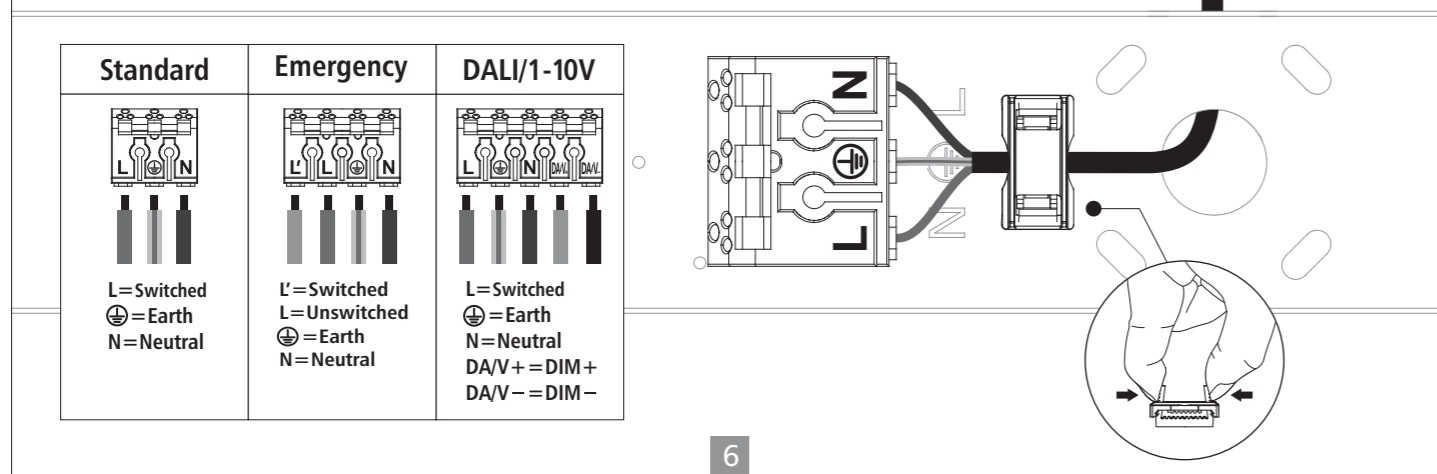 Standard
L ⏚ N
L=Switched
⏚=Earth
N=Neutral
Emergency
L' L ⏚ N
L'=Switched
L=Unswitched
⏚=Earth
N=Neutral
DALI/1-10V
L ⏚ N DA/V+ DA/V-
L=Switched
⏚=Earth
N=Neutral
DA/V+=DIM+
DA/V-=DIM-
N
⏚
L
L
⏚
N
6